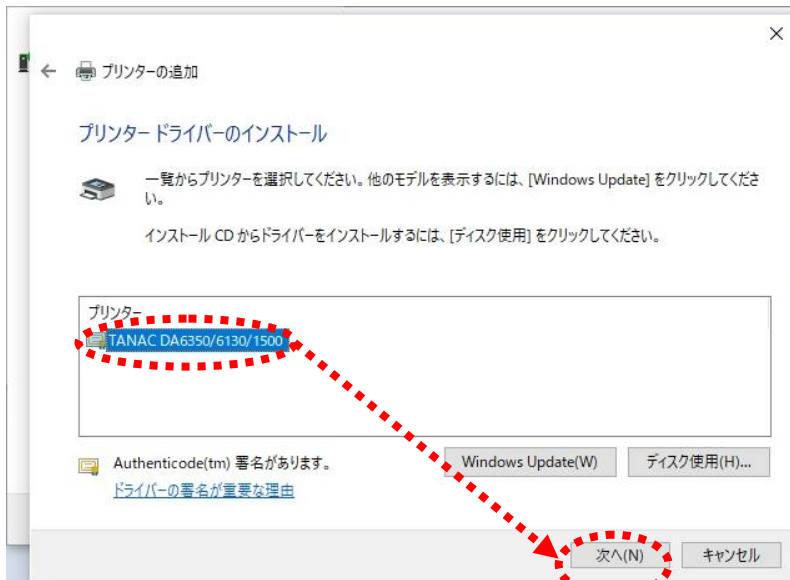 プリンターの追加
プリンター ドライバーのインストール
一覧からプリンターを選択してください。他のモデルを表示するには、[Windows Update] をクリックしてくださ
い。
インストール CD からドライバーをインストールするには、[ディスク使用] をクリックしてください。
プリンター
TANAC DA6350/6130/1500
Authenticode(tm) 署名があります。
ドライバーの署名が重要な理由
Windows Update(W)
ディスク使用(H)...
次へ(N)
キャンセル